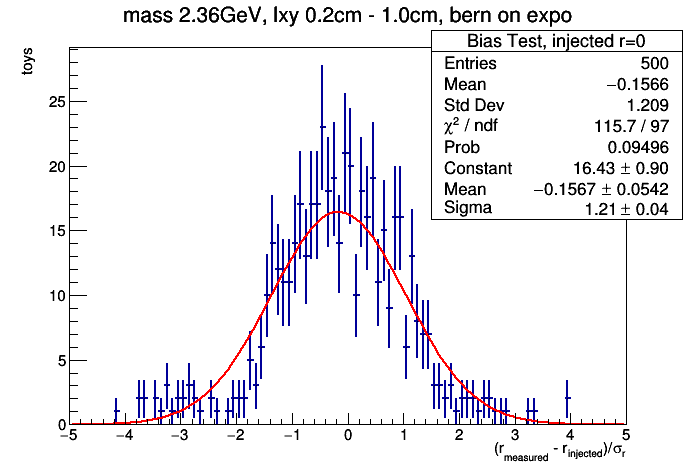 mass 2.36GeV, lxy 0.2cm - 1.0cm, bern on expo
Bias Test, injected r=0
Entries 500
Mean −0.1566
Std Dev 1.209
χ² / ndf 115.7 / 97
Prob 0.09496
Constant 16.43 ± 0.90
Mean −0.1567 ± 0.0542
Sigma 1.21 ± 0.04
toys
25
20
15
10
5
0
−5 −4 −3 −2 −1 0 1 2 3 4 5
(r_measured - r_injected)/σ_r